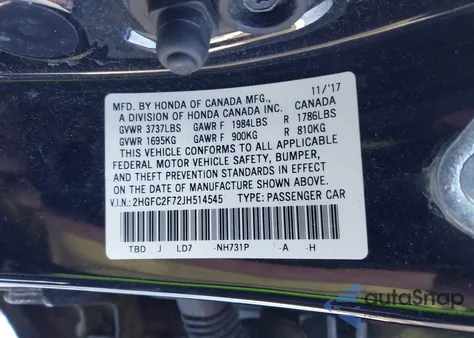 MFD. BY HONDA OF CANADA MFG., 11/'17
A DIVISION OF HONDA CANADA INC. CANADA
GVWR 3737LBS GAWR F 1984LBS R 1786LBS
GVWR 1695KG GAWR F 900KG R 810KG
THIS VEHICLE CONFORMS TO ALL APPLICABLE
FEDERAL MOTOR VEHICLE SAFETY, BUMPER,
AND THEFT PREVENTION STANDARDS IN EFFECT
ON THE DATE OF MANUFACTURE SHOWN ABOVE.
V.I.N.: 2HGFC2F72JH514545 TYPE: PASSENGER CAR
TBD J LD7 -NH731P -A -H
autoSnap